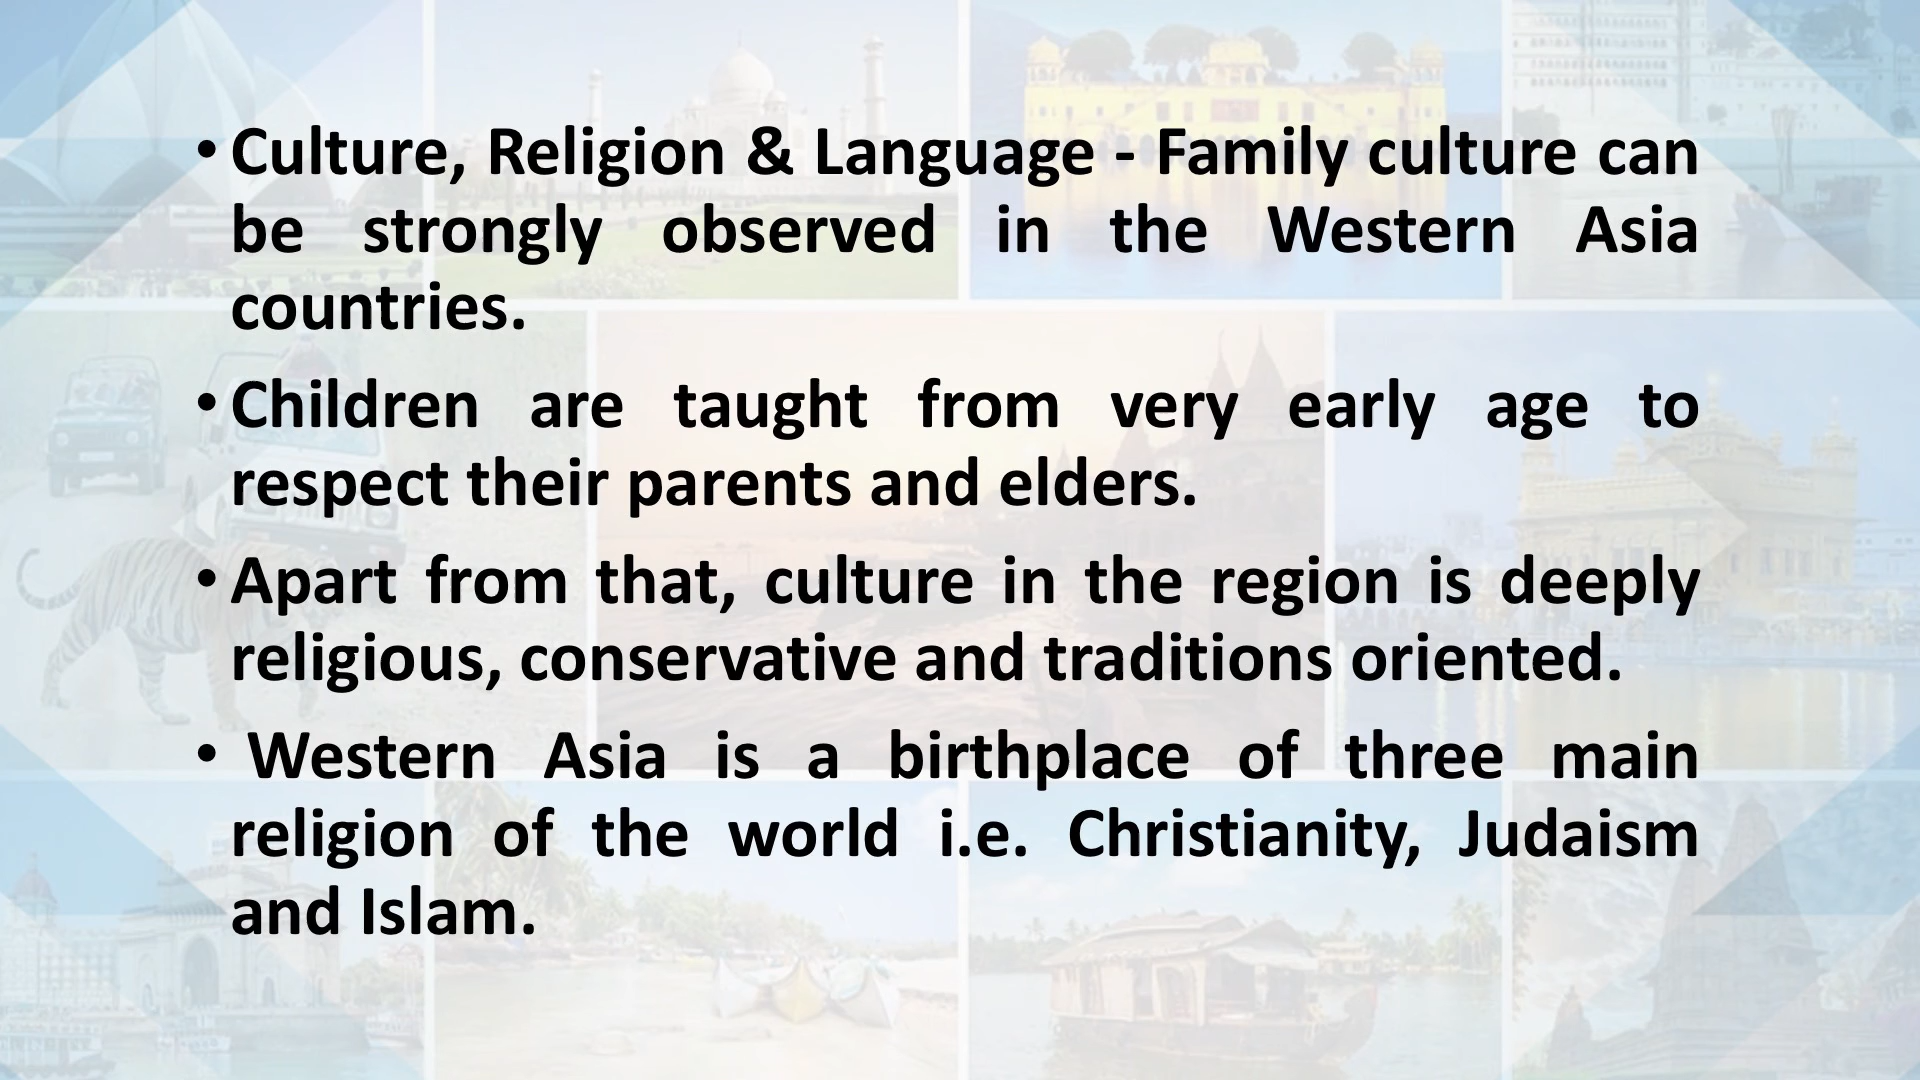 • Culture, Religion & Language - Family culture can
be strongly observed in the Western Asia
countries.
• Children are taught from very early age to
respect their parents and elders.
• Apart from that, culture in the region is deeply
religious, conservative and traditions oriented.
• Western Asia is a birthplace of three main
religion of the world i.e. Christianity, Judaism
and Islam.